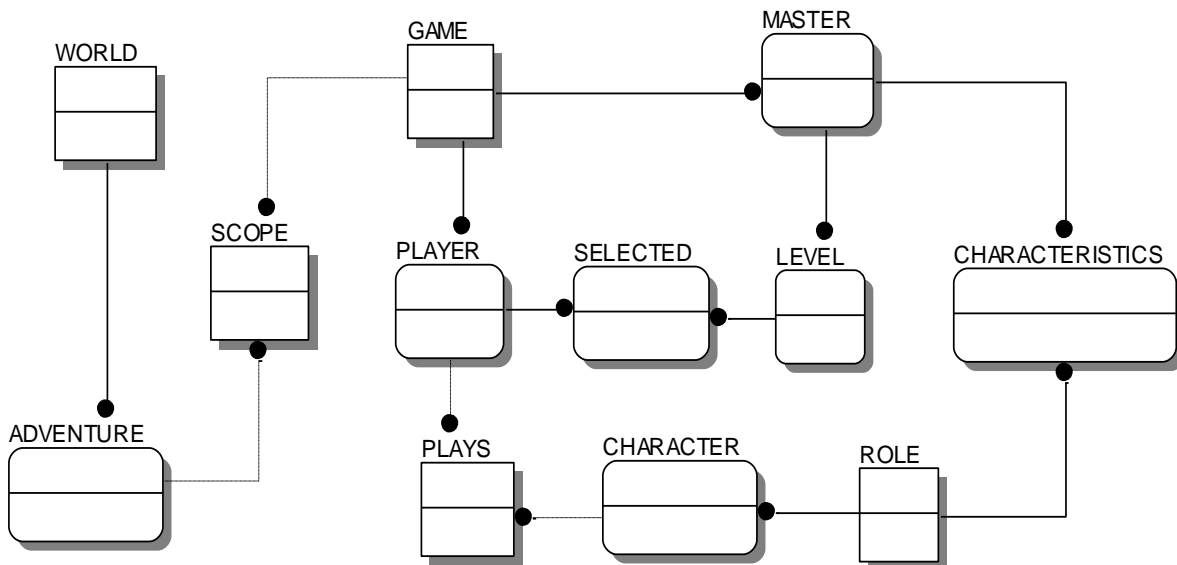 MASTER
GAME
WORLD
SCOPE
PLAYER
SELECTED
LEVEL
CHARACTERISTICS
ADVENTURE
PLAYS
CHARACTER
ROLE